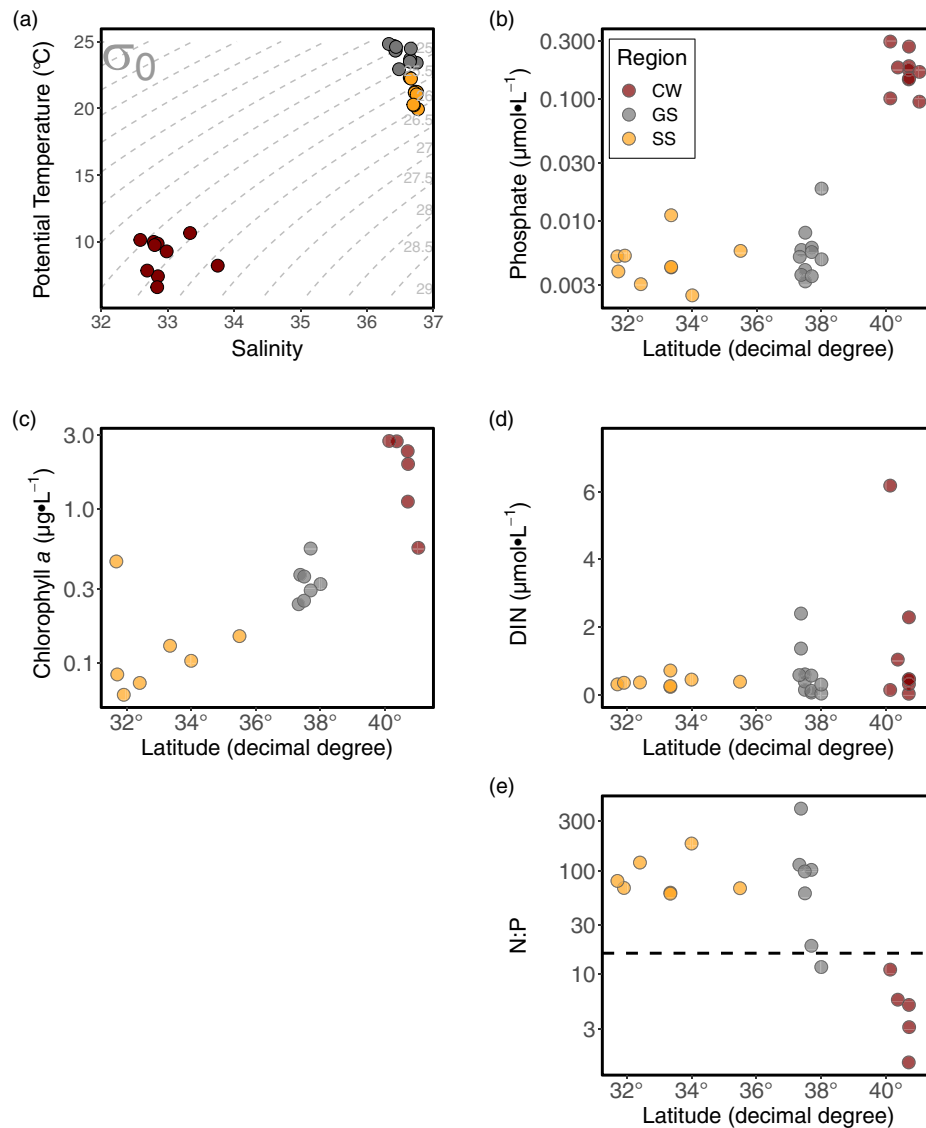 (a)
σ0
25
20
15
10
Potential Temperature (°C)
25
25.5
26
26.5
27
27.5
28
28.5
29
32 33 34 35 36 37
Salinity
(b)
0.300
0.100
0.030
0.010
0.003
Phosphate (μmol•L−1)
Region
CW
GS
SS
32° 34° 36° 38° 40°
Latitude (decimal degree)
(c)
3.0
1.0
0.3
0.1
Chlorophyll a (μg•L−1)
32° 34° 36° 38° 40°
Latitude (decimal degree)
(d)
6
4
2
0
DIN (μmol•L−1)
32° 34° 36° 38° 40°
Latitude (decimal degree)
(e)
300
100
30
10
3
N:P
32° 34° 36° 38° 40°
Latitude (decimal degree)